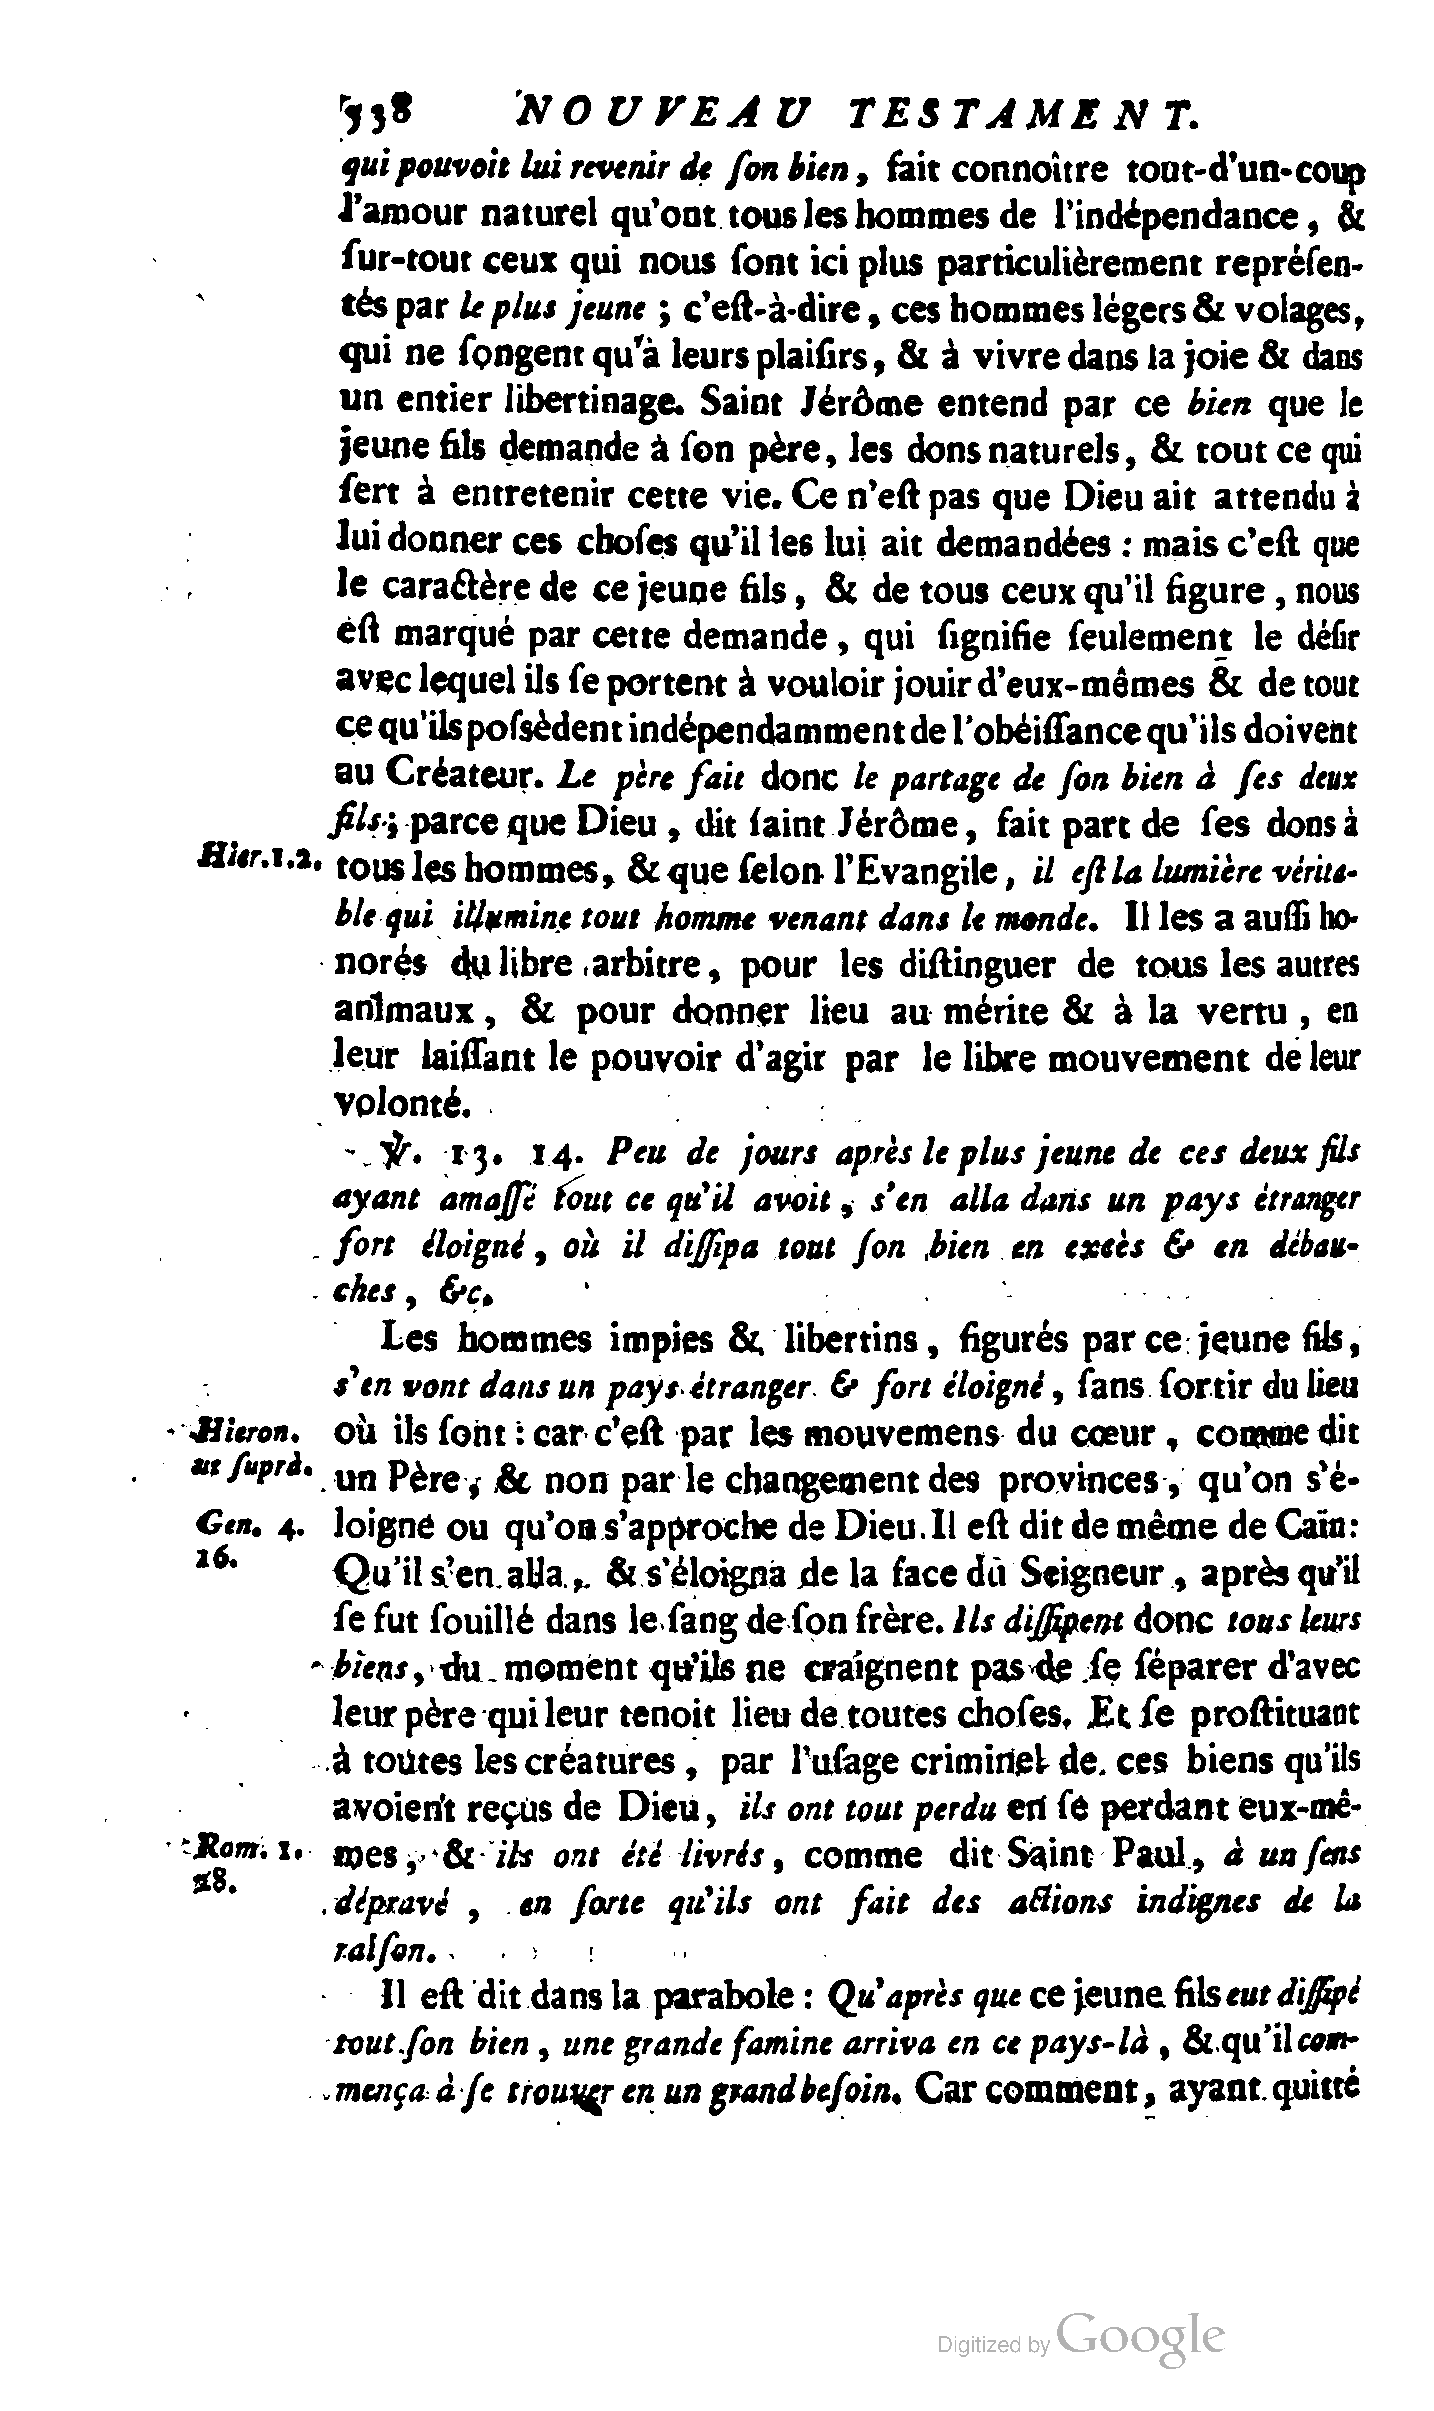 538 NOUVEAU TESTAMENT.
qui pouvoit lui revenir de ſon bien, fait connoître tout-d'un-coup
l'amour naturel qu'ont tous les hommes de l'indépendance, &
ſur-tout ceux qui nous ſont ici plus particulièrement repréſen-
tés par le plus jeune ; c'eſt-à-dire, ces hommes légers & volages,
qui ne ſongent qu'à leurs plaiſirs, & à vivre dans la joie & dans
un entier libertinage. Saint Jérôme entend par ce bien que le
jeune fils demande à ſon père, les dons naturels, & tout ce qui
ſert à entretenir cette vie. Ce n'eſt pas que Dieu ait attendu à
lui donner ces choſes qu'il les lui ait demandées : mais c'eſt que
le caractère de ce jeune fils, & de tous ceux qu'il figure, nous
eſt marqué par cette demande, qui ſignifie ſeulement le déſir
avec lequel ils ſe portent à vouloir jouir d'eux-mêmes & de tout
ce qu'ils poſsèdent indépendamment de l'obéiſſance qu'ils doivent
au Créateur. Le père fait donc le partage de ſon bien à ſes deux
fils ; parce que Dieu, dit ſaint Jérôme, fait part de ſes dons à
Hier. 1. 2. tous les hommes, & que ſelon l'Evangile, il eſt la lumière vérita-
ble qui illumine tout homme venant dans le monde. Il les a auſſi ho-
norés du libre arbitre, pour les diſtinguer de tous les autres
animaux, & pour donner lieu au mérite & à la vertu, en
leur laiſſant le pouvoir d'agir par le libre mouvement de leur
volonté.
℣. 13. 14. Peu de jours après le plus jeune de ces deux fils
ayant amaſſé tout ce qu'il avoit, s'en alla dans un pays étranger
fort éloigné, où il diſſipa tout ſon bien en excès & en débau-
ches, &c.
Les hommes impies & libertins, figurés par ce jeune fils,
s'en vont dans un pays étranger & fort éloigné, ſans ſortir du lieu
Hieron. où ils ſont : car c'eſt par les mouvemens du cœur, comme dit
ut ſuprà. un Père, & non par le changement des provinces, qu'on s'é-
Gen. 4. loigne ou qu'on s'approche de Dieu. Il eſt dit de même de Caïn :
16. Qu'il s'en alla, & s'éloigna de la face du Seigneur, après qu'il
ſe fut ſouillé dans le ſang de ſon frère. Ils diſſipent donc tous leurs
biens, du moment qu'ils ne craignent pas de ſe ſéparer d'avec
leur père qui leur tenoit lieu de toutes choſes. Et ſe proſtituant
à toutes les créatures, par l'uſage criminel de ces biens qu'ils
avoient reçus de Dieu, ils ont tout perdu en ſe perdant eux-mê-
Rom. 1. mes, & ils ont été livrés, comme dit Saint Paul, à un ſens
28. dépravé, en ſorte qu'ils ont fait des actions indignes de la
raiſon.
Il eſt dit dans la parabole : Qu'après que ce jeune fils eut diſſipé
tout ſon bien, une grande famine arriva en ce pays-là, & qu'il com-
mença à ſe trouver en un grand beſoin. Car comment, ayant quitté
Digitized by Google